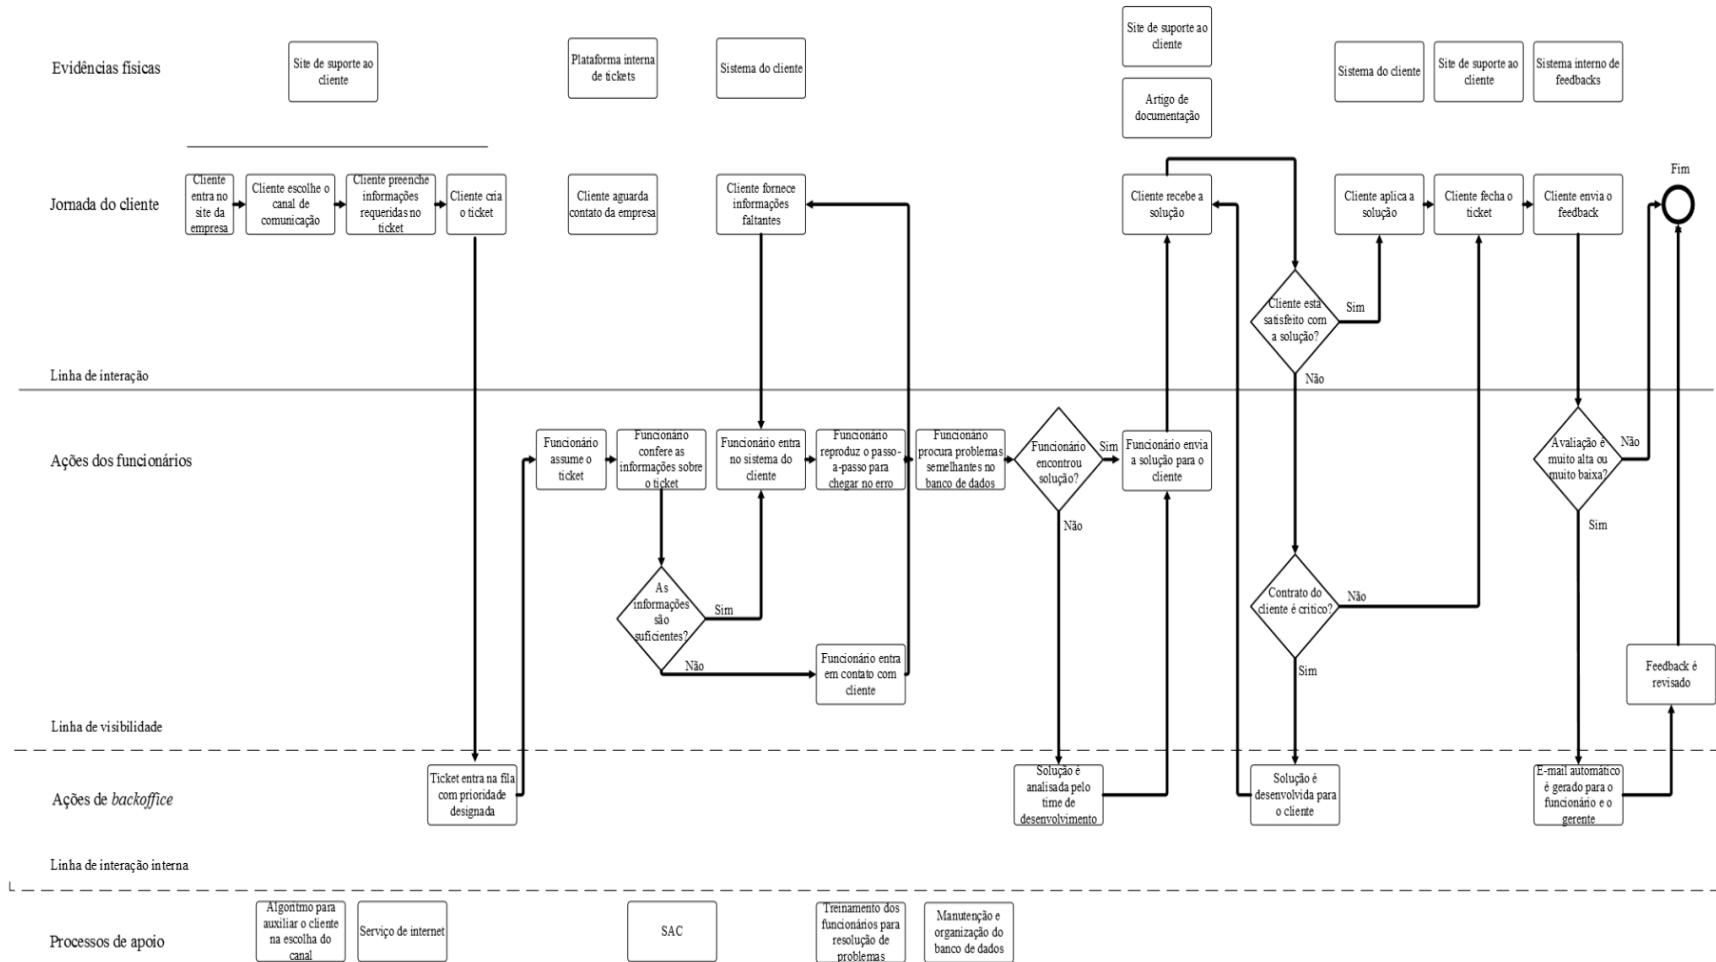 Evidências físicas
Site de suporte ao
cliente
Plataforma interna
de tickets
Sistema do cliente
Site de suporte ao
cliente
Artigo de
documentação
Sistema do cliente
Site de suporte ao
cliente
Sistema interno de
feedbacks
Jornada do cliente
Cliente
entra no
site da
empresa
Cliente escolhe o
canal de
comunicação
Cliente preenche
informações
requeridas no
ticket
Cliente cria
o ticket
Cliente aguarda
contato da empresa
Cliente fornece
informações
faltantes
Cliente recebe a
solução
Cliente aplica a
solução
Cliente fecha o
ticket
Cliente envia o
feedback
Fim
Cliente está
satisfeito com
a solução?
Sim
Não
Linha de interação
Ações dos funcionários
Funcionário
assume o
ticket
Funcionário
confere as
informações sobre
o ticket
Funcionário entra
no sistema do
cliente
Funcionário
reproduz o passo-
a-passo para
chegar no erro
Funcionário
procura problemas
semelhantes no
banco de dados
Funcionário
encontrou
solução?
Sim
Não
Funcionário envia
a solução para o
cliente
Avaliação é
muito alta ou
muito baixa?
Não
Sim
As
informações
são
suficientes?
Sim
Não
Funcionário entra
em contato com
cliente
Contrato do
cliente é crítico?
Não
Sim
Feedback é
revisado
Linha de visibilidade
Ações de backoffice
Ticket entra na fila
com prioridade
designada
Solução é
analisada pelo
time de
desenvolvimento
Solução é
desenvolvida para
o cliente
E-mail automático
é gerado para o
funcionário e o
gerente
Linha de interação interna
Processos de apoio
Algoritmo para
auxiliar o cliente
na escolha do
canal
Serviço de internet
SAC
Treinamento dos
funcionários para
resolução de
problemas
Manutenção e
organização do
banco de dados